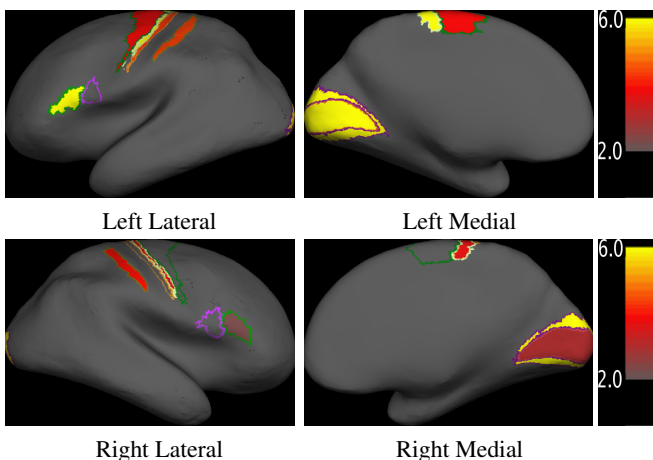 6.0
2.0
Left Lateral
Left Medial
6.0
2.0
Right Lateral
Right Medial